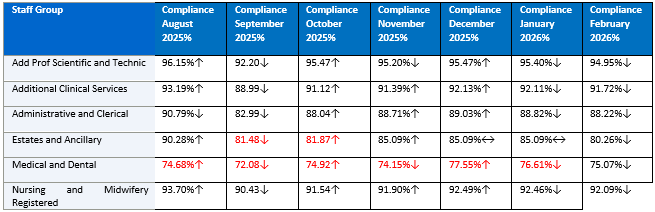 Staff Group Compliance August 2025% Compliance September 2025% Compliance October 2025% Compliance November 2025% Compliance December 2025% Compliance January 2026% Compliance February 2026%
Add Prof Scientific and Technic 96.15%↑ 92.20↓ 95.47↑ 95.20%↓ 95.47↑ 95.40%↓ 94.95%↓
Additional Clinical Services 93.19%↑ 88.99↓ 91.12↑ 91.39%↑ 92.13%↑ 92.11%↓ 91.72%↓
Administrative and Clerical 90.79%↓ 82.99↓ 88.04↑ 88.71%↑ 89.03%↑ 88.82%↓ 88.22%↓
Estates and Ancillary 90.28%↑ 81.48↓ 81.87↑ 85.09%↑ 85.09%↔ 85.09%↔ 80.26%↓
Medical and Dental 74.68%↑ 72.08↓ 74.92↑ 74.15%↓ 77.55%↑ 76.61%↓ 75.07%↓
Nursing and Midwifery Registered 93.70%↑ 90.43↓ 91.54↑ 91.90%↑ 92.49%↑ 92.46%↓ 92.09%↓